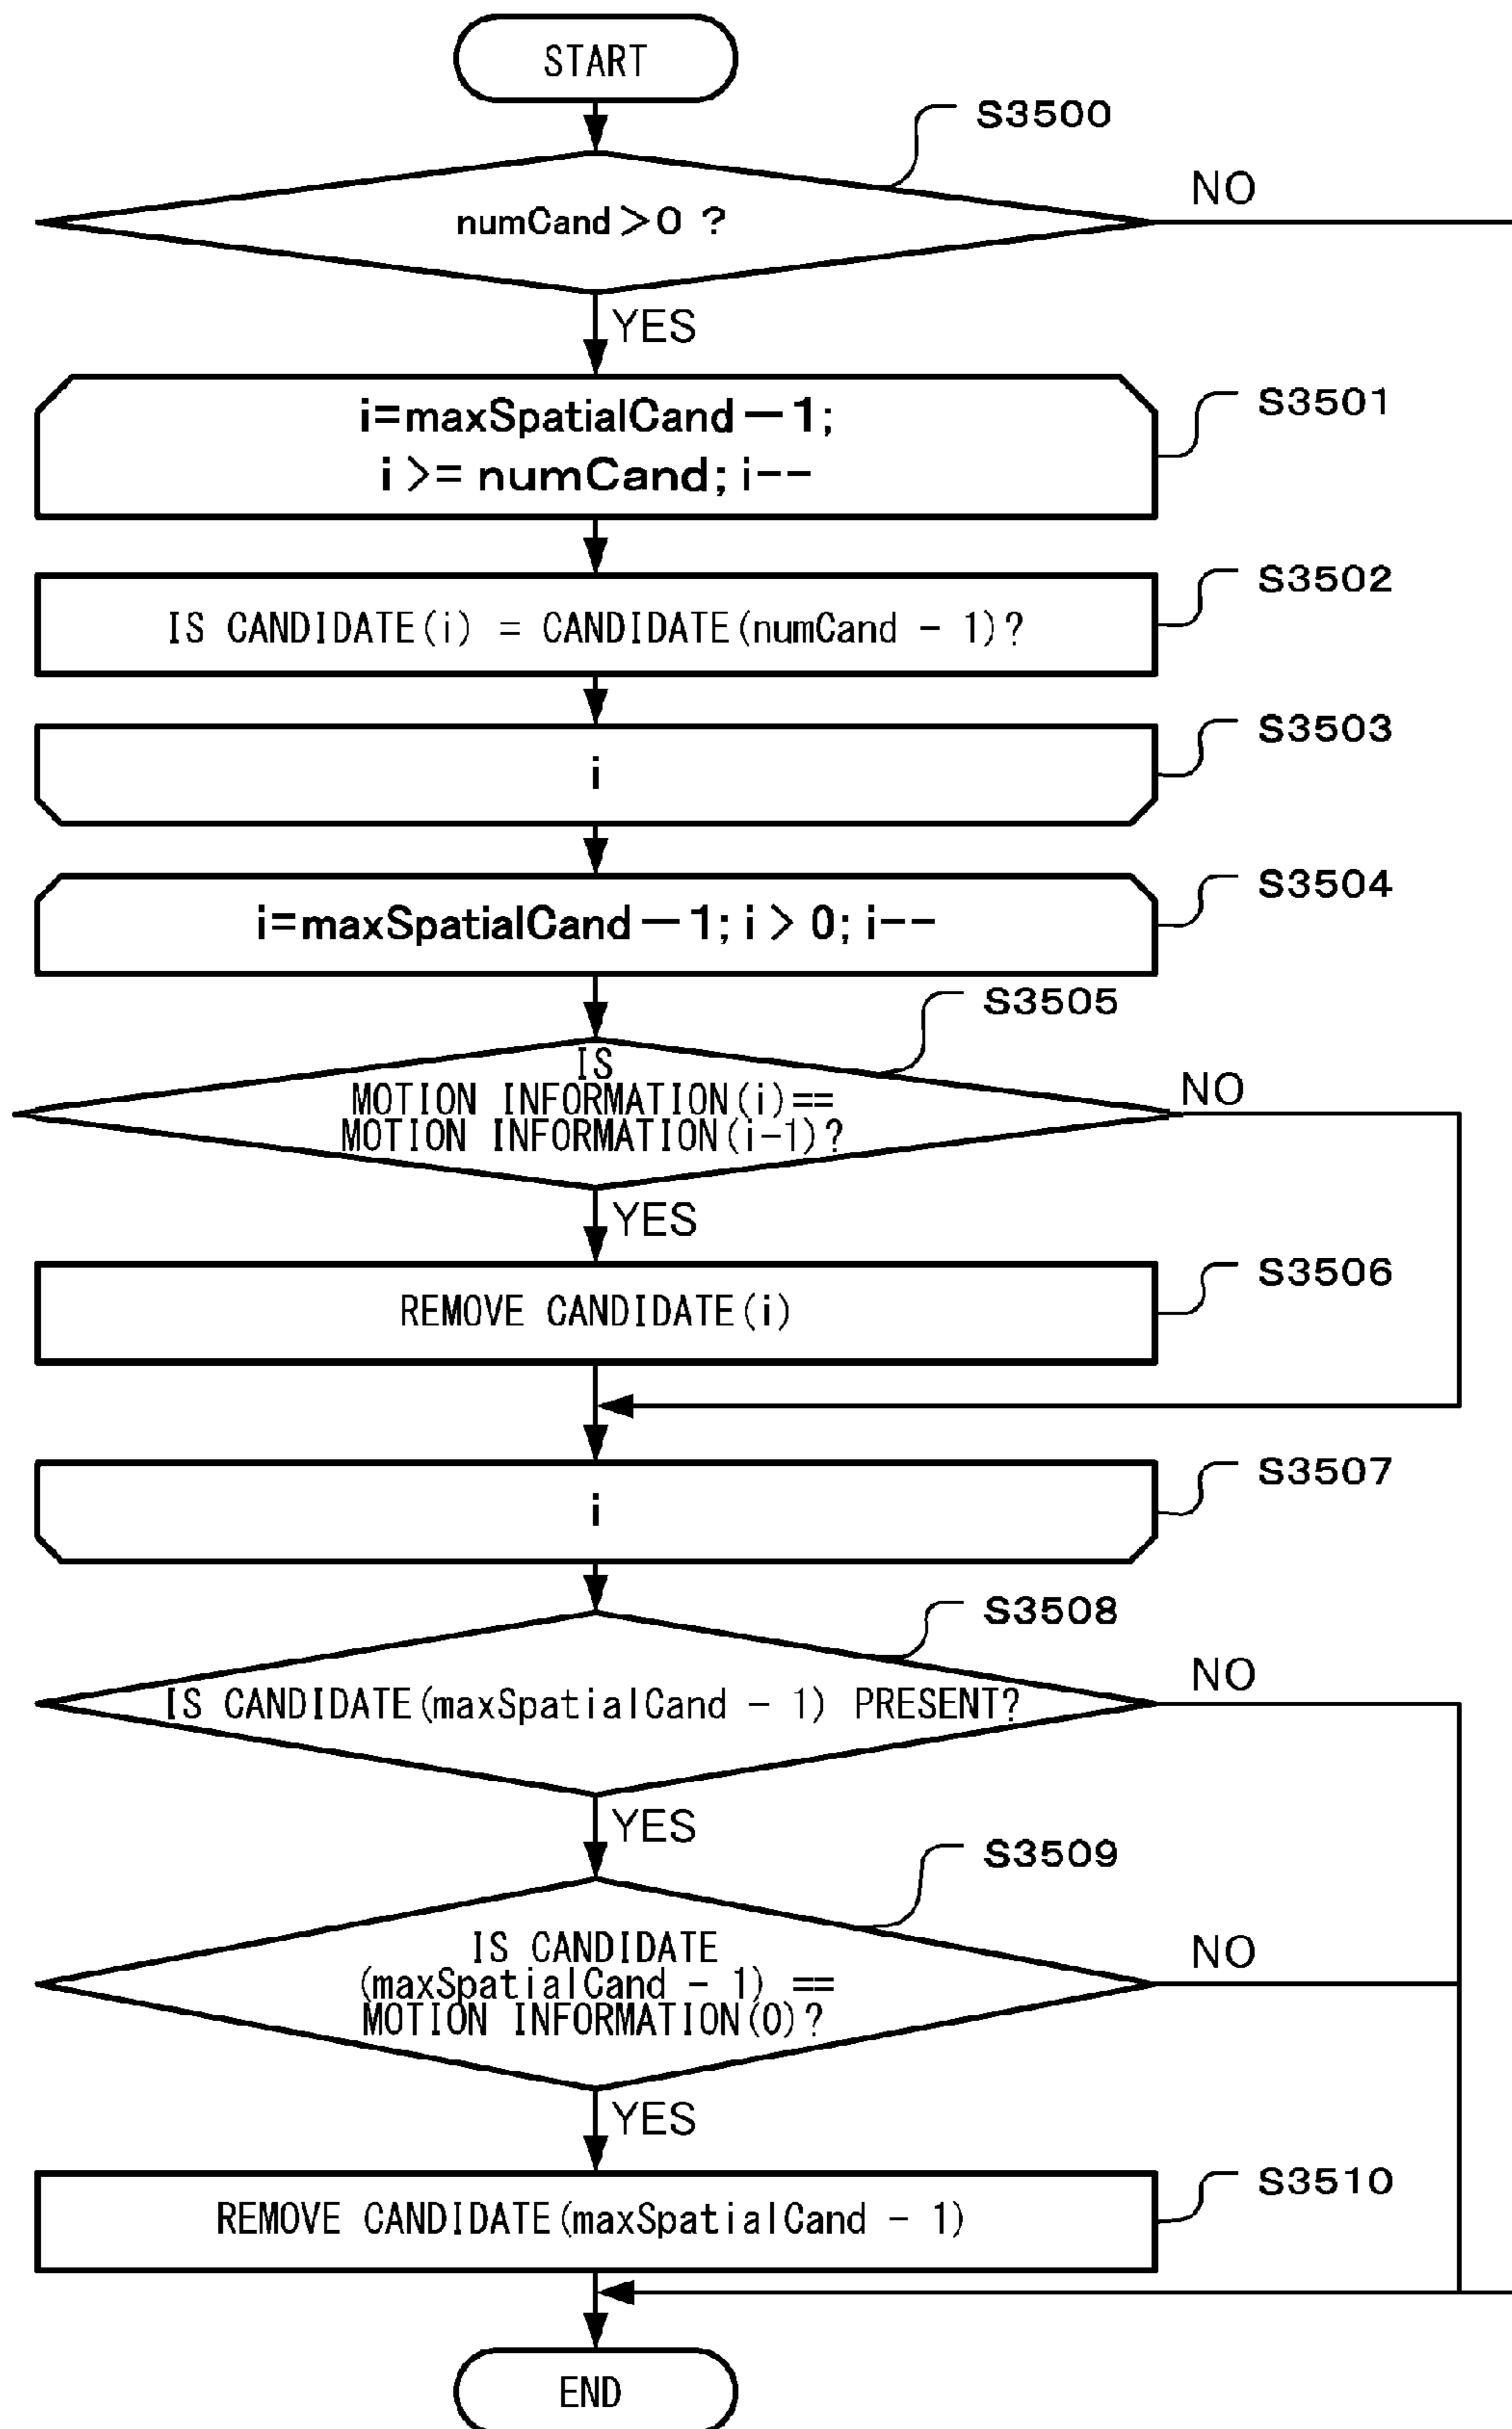 START
S3500
numCand>0 ?
NO
YES
i=maxSpatialCand-1;
i >= numCand; i--
S3501
IS CANDIDATE(i) = CANDIDATE(numCand - 1)?
S3502
i
S3503
i=maxSpatialCand-1; i > 0; i--
S3504
S3505
IS
MOTION INFORMATION(i)==
MOTION INFORMATION(i-1)?
NO
YES
REMOVE CANDIDATE(i)
S3506
i
S3507
S3508
IS CANDIDATE(maxSpatialCand - 1) PRESENT?
NO
YES
S3509
IS CANDIDATE
(maxSpatialCand - 1) ==
MOTION INFORMATION(0)?
NO
YES
REMOVE CANDIDATE(maxSpatialCand - 1)
S3510
END